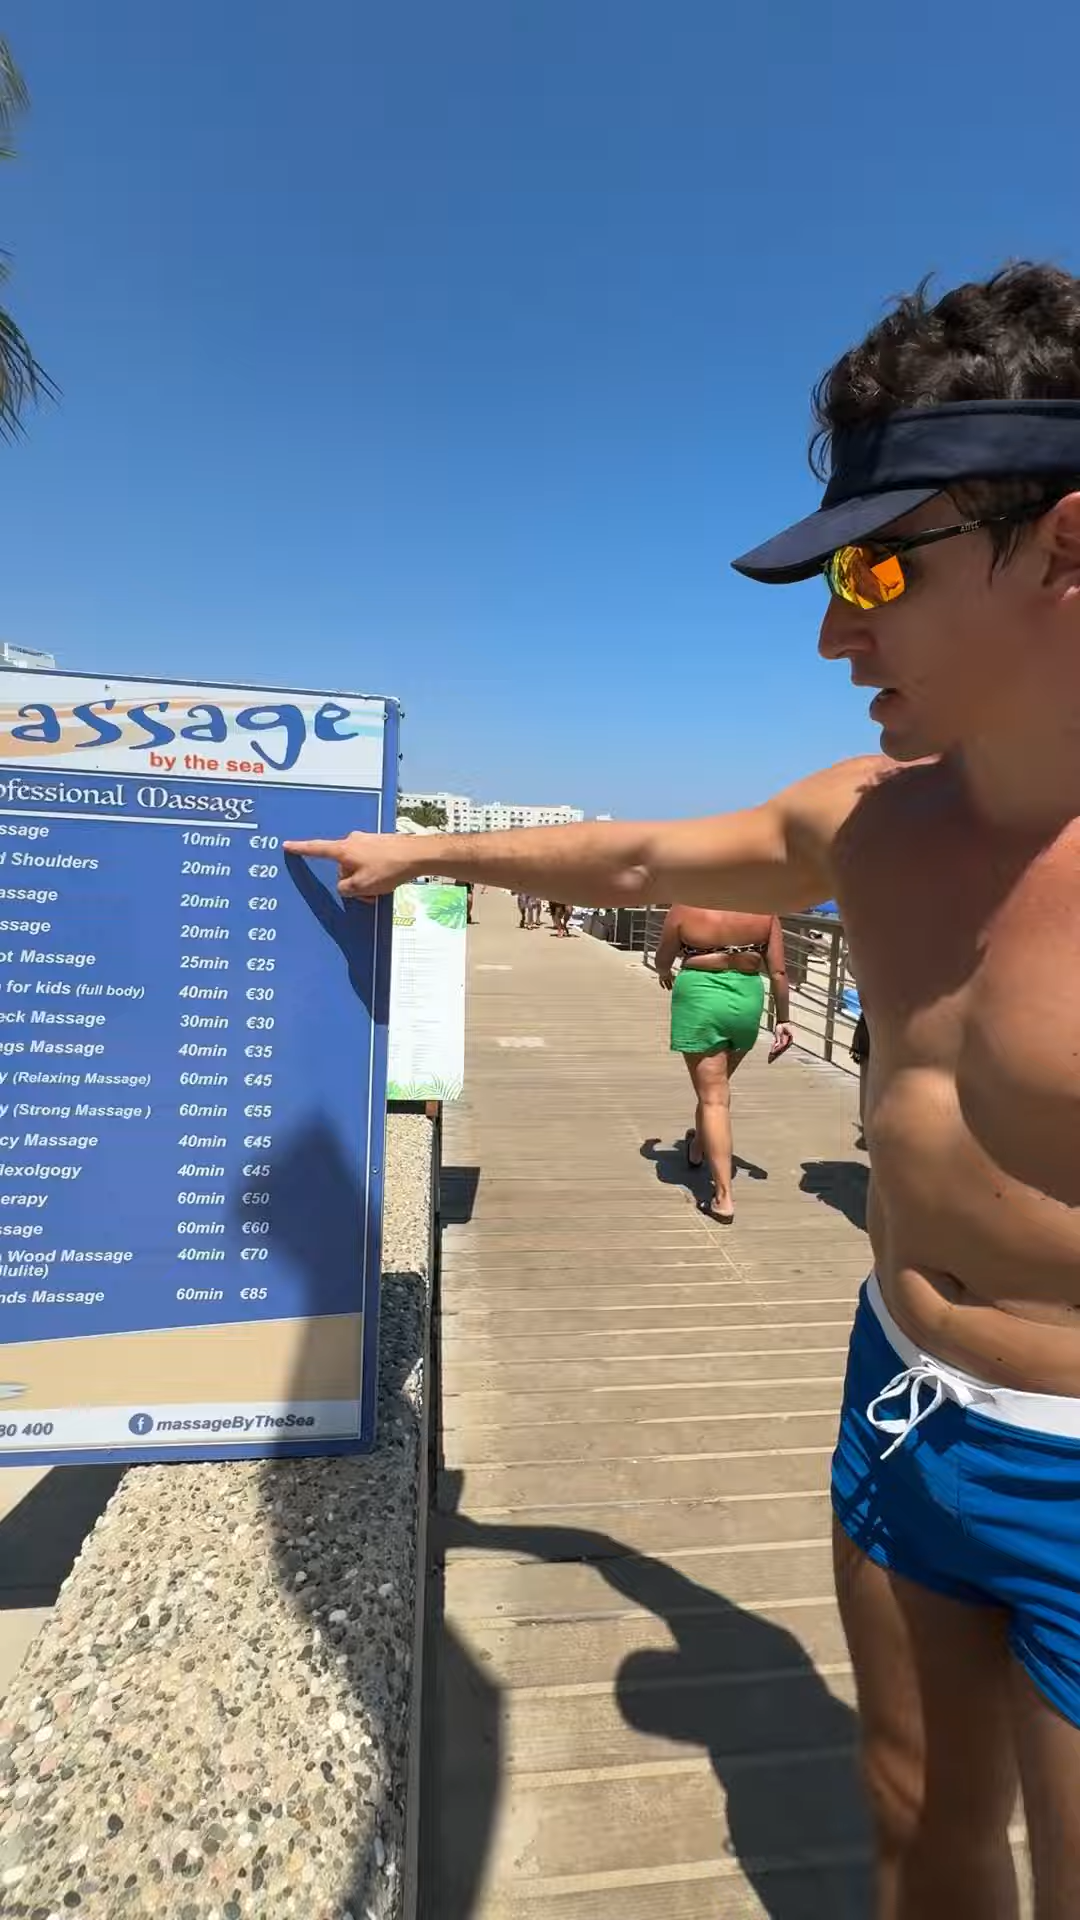 assage
by the sea
ofessional Massage
ssage 10min €10
d Shoulders 20min €20
assage 20min €20
ssage 20min €20
ot Massage 25min €25
for kids (full body) 40min €30
eck Massage 30min €30
egs Massage 40min €35
y (Relaxing Massage) 60min €45
y (Strong Massage ) 60min €55
cy Massage 40min €45
lexolgogy 40min €45
erapy 60min €50
ssage 60min €60
Wood Massage 40min €70
llulite)
nds Massage 60min €85
80 400 massageByTheSea